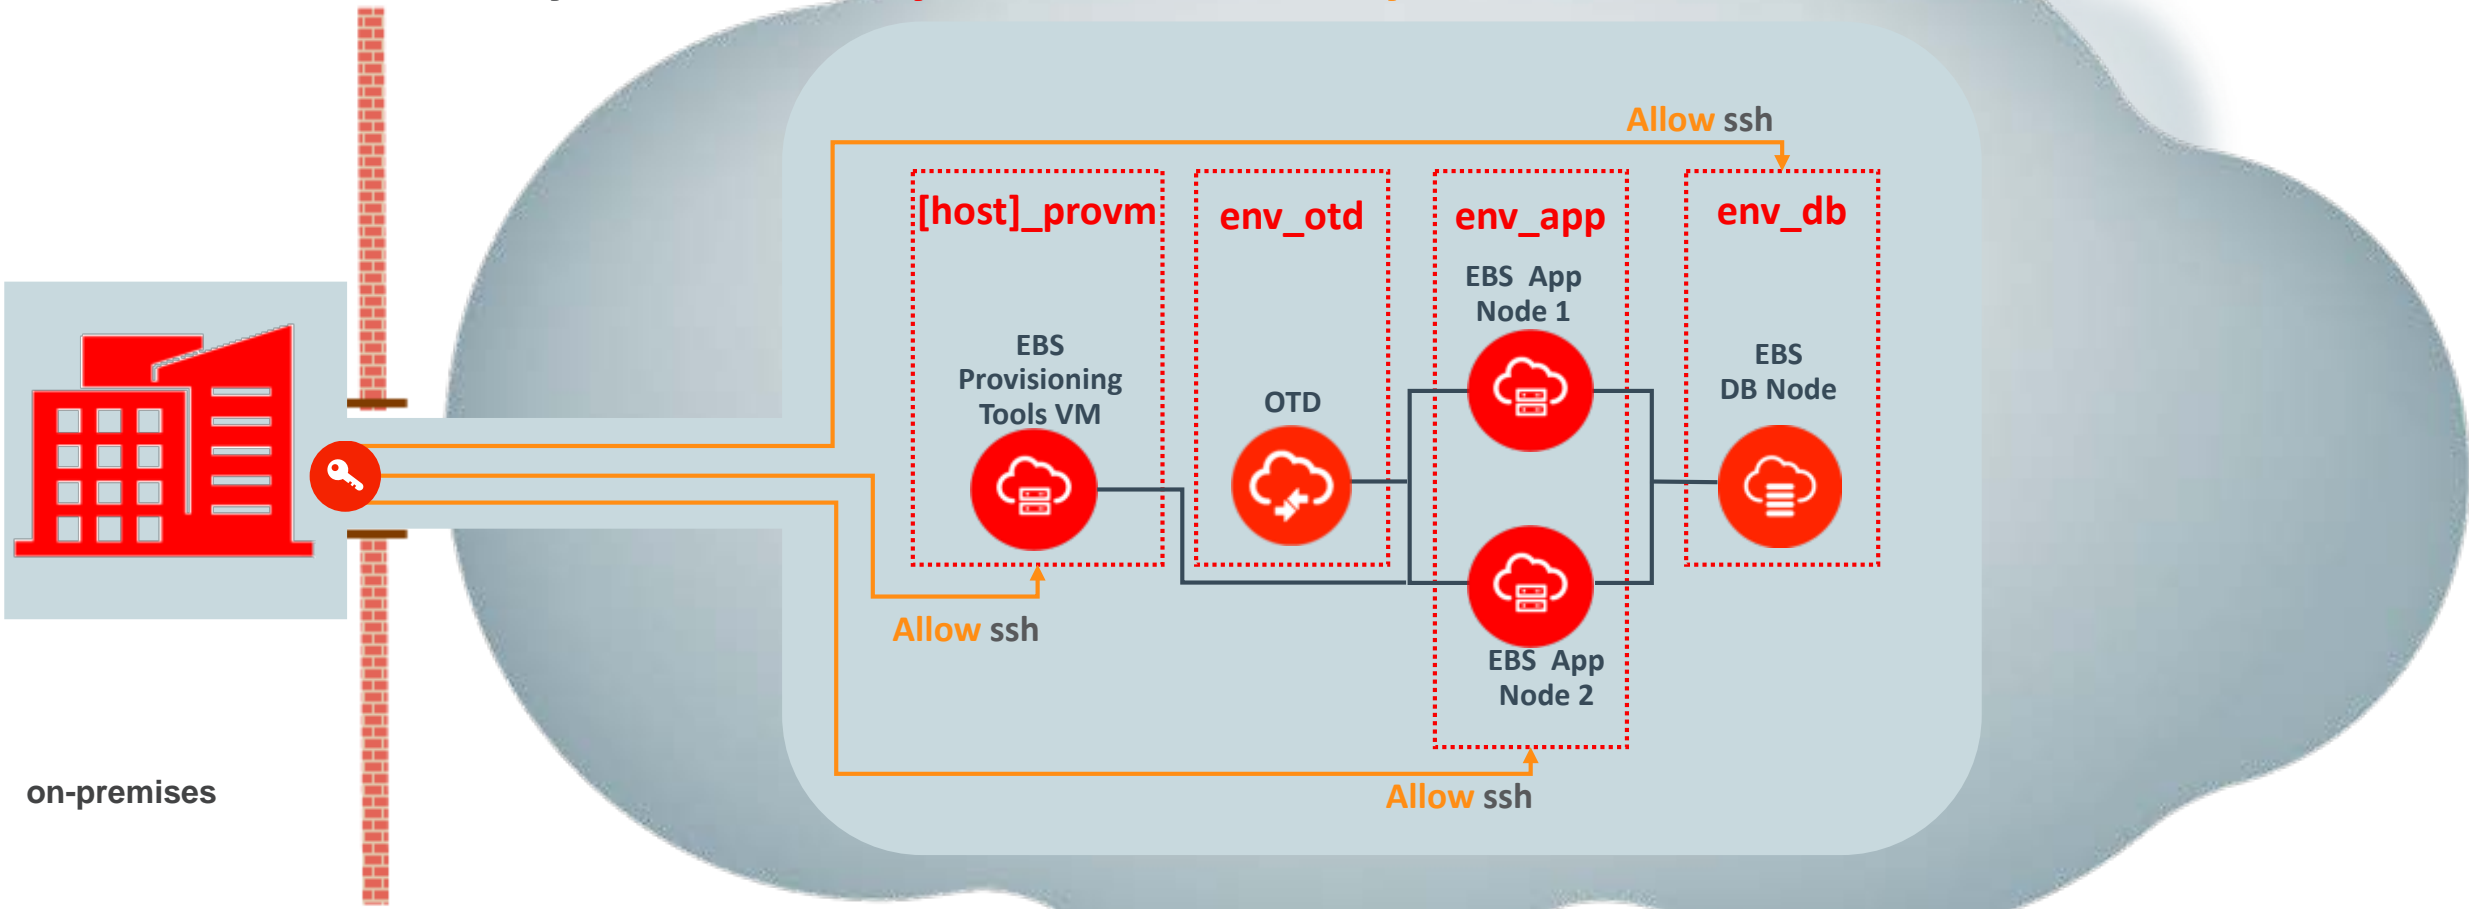 Allow ssh
[host]_provm
env_otd
env_app
env_db
EBS App
Node 1
EBS
Provisioning
Tools VM
OTD
EBS
DB Node
Allow ssh
EBS App
Node 2
on-premises
Allow ssh